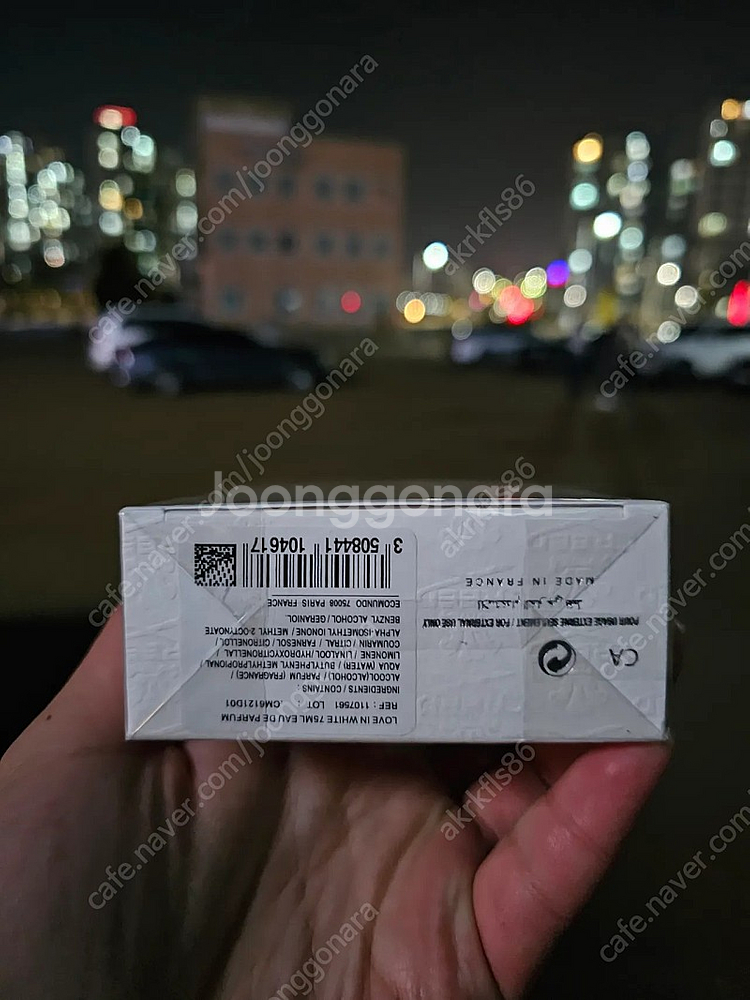 Joonggonara
cafe.naver.com/joonggonara
akrkfls86
LOVE IN WHITE 75ML EAU DE PARFUM
REF : 1107561 LOT : CM6121D01
INGREDIENTS / CONTAINS :
ALCOOL(ALCOHOL) / PARFUM (FRAGRANCE) /
AQUA (WATER) / BUTYLPHENYL METHYLPROPIONAL
LIMONENE / LINALOOL / HYDROXYCITRONELLAL
COUMARIN / CITRAL / FARNESOL / CITRONELLOL /
ALPHA-ISOMETHYL IONONE / METHYL 2-OCTYNOATE
BENZYL ALCOHOL / GERANIOL
ECOMUNDO 75008 PARIS FRANCE
3 508441 104617
CA
POUR USAGE EXTERNE SEULEMENT / FOR EXTERNAL USE ONLY
MADE IN FRANCE